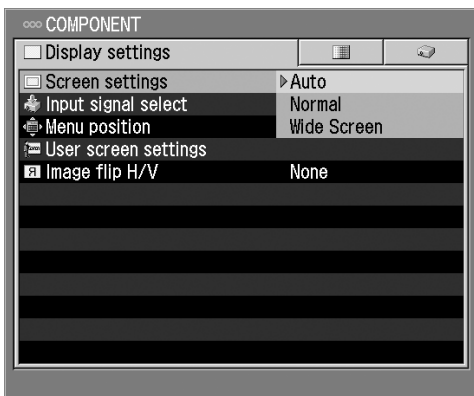 COMPONENT
Display settings
Screen settings
Auto
Input signal select
Normal
Menu position
Wide Screen
User screen settings
Image flip H/V
None